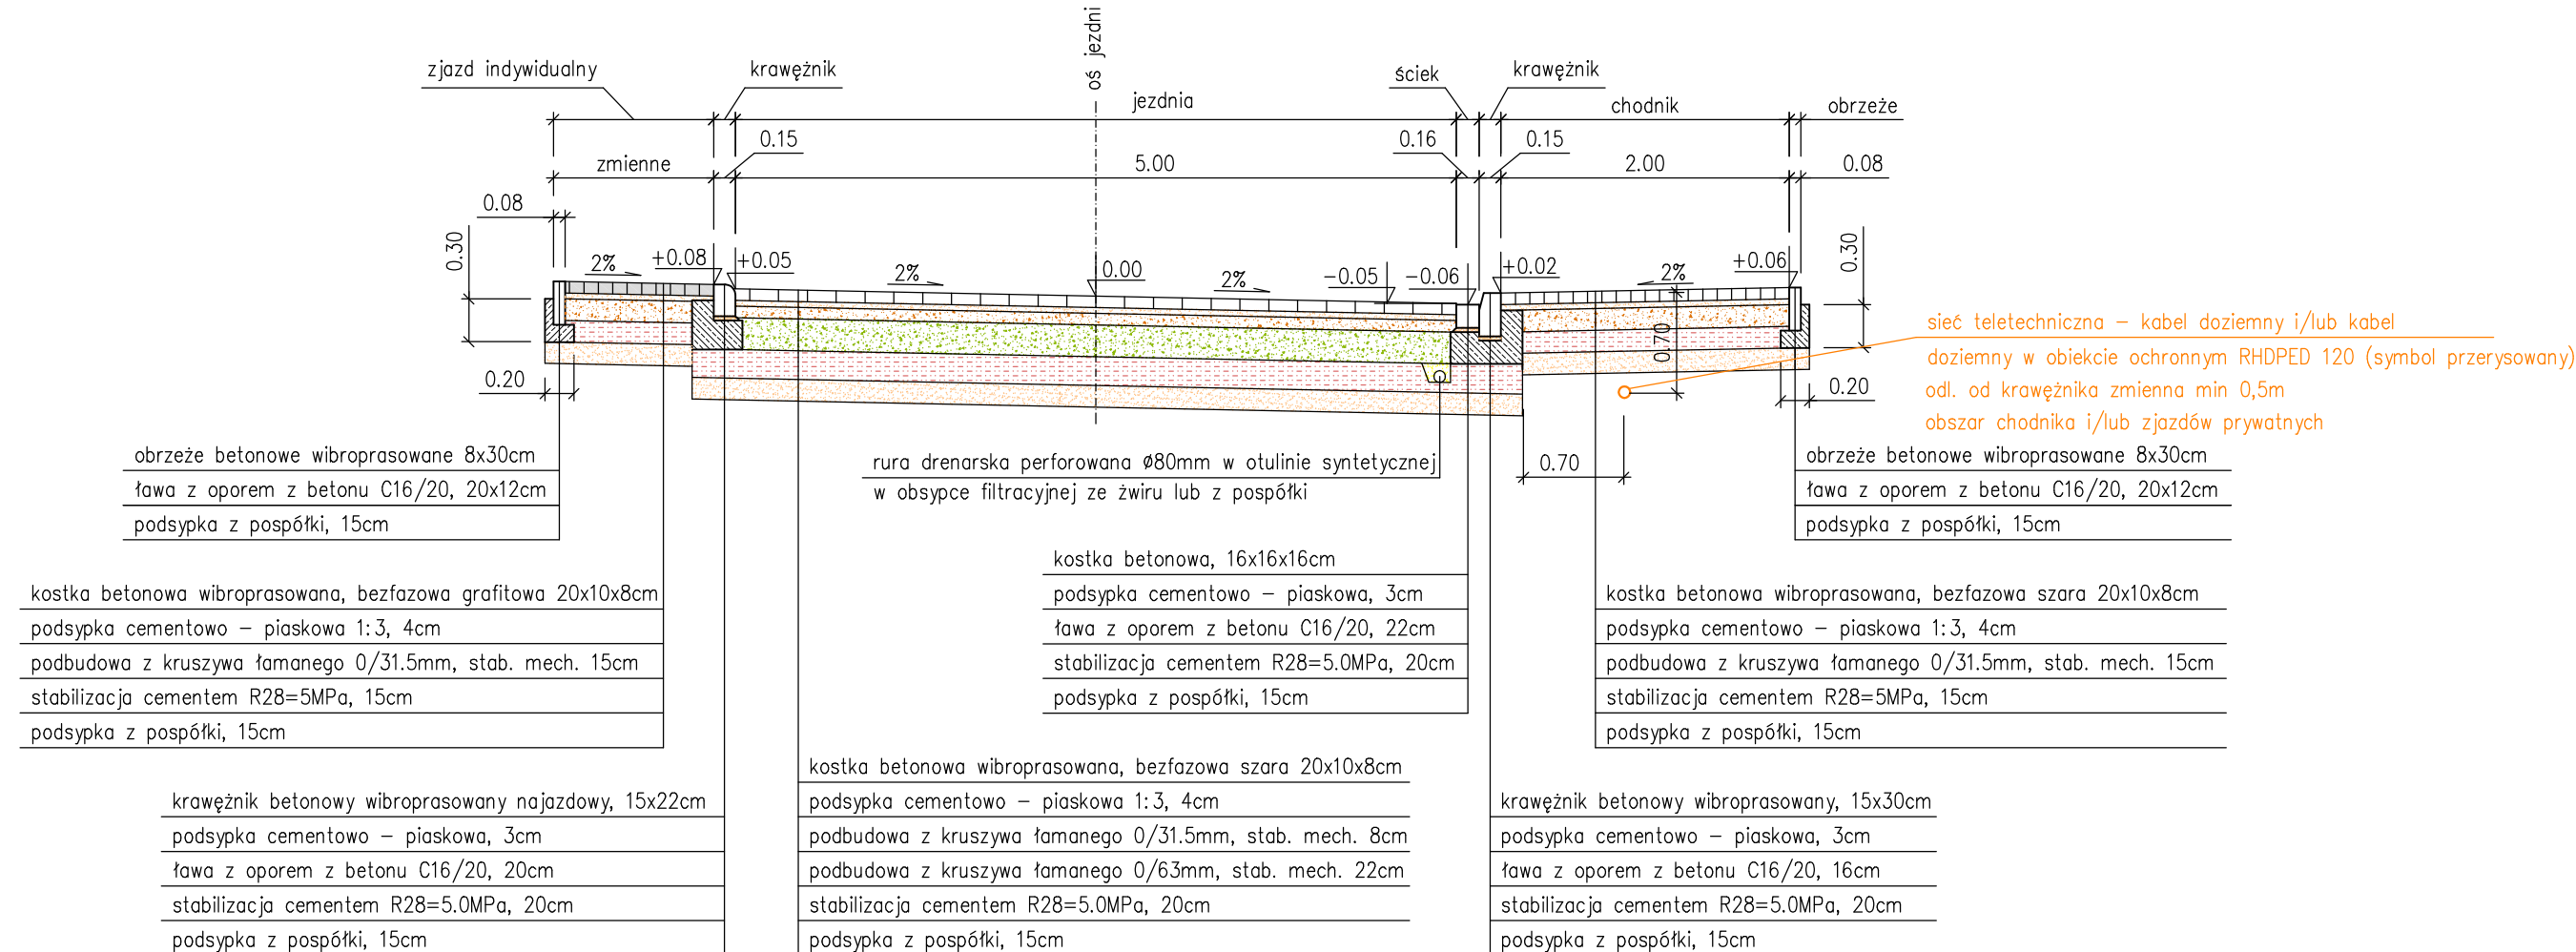 oś jezdni
zjazd indywidualny
krawężnik
jezdnia
ściek
krawężnik
chodnik
obrzeże
0.15
0.16
0.15
zmienne
5.00
2.00
0.08
0.08
0.30
2%
+0.08
+0.05
2%
0.00
2%
-0.05
-0.06
+0.02
2%
+0.06
0.30
0.70
0.20
0.20
0.70
sieć teletechniczna – kabel doziemny i/lub kabel
doziemny w obiekcie ochronnym RHDPED 120 (symbol przerysowany)
odl. od krawężnika zmienna min 0,5m
obszar chodnika i/lub zjazdów prywatnych
obrzeże betonowe wibroprasowane 8x30cm
ława z oporem z betonu C16/20, 20x12cm
podsypka z pospółki, 15cm
rura drenarska perforowana Ø80mm w otulinie syntetycznej
w obsypce filtracyjnej ze żwiru lub z pospółki
obrzeże betonowe wibroprasowane 8x30cm
ława z oporem z betonu C16/20, 20x12cm
podsypka z pospółki, 15cm
kostka betonowa wibroprasowana, bezfazowa grafitowa 20x10x8cm
podsypka cementowo – piaskowa 1:3, 4cm
podbudowa z kruszywa łamanego 0/31.5mm, stab. mech. 15cm
stabilizacja cementem R28=5MPa, 15cm
podsypka z pospółki, 15cm
kostka betonowa, 16x16x16cm
podsypka cementowo – piaskowa, 3cm
ława z oporem z betonu C16/20, 22cm
stabilizacja cementem R28=5.0MPa, 20cm
podsypka z pospółki, 15cm
kostka betonowa wibroprasowana, bezfazowa szara 20x10x8cm
podsypka cementowo – piaskowa 1:3, 4cm
podbudowa z kruszywa łamanego 0/31.5mm, stab. mech. 15cm
stabilizacja cementem R28=5MPa, 15cm
podsypka z pospółki, 15cm
krawężnik betonowy wibroprasowany najazdowy, 15x22cm
podsypka cementowo – piaskowa, 3cm
ława z oporem z betonu C16/20, 20cm
stabilizacja cementem R28=5.0MPa, 20cm
podsypka z pospółki, 15cm
kostka betonowa wibroprasowana, bezfazowa szara 20x10x8cm
podsypka cementowo – piaskowa 1:3, 4cm
podbudowa z kruszywa łamanego 0/31.5mm, stab. mech. 8cm
podbudowa z kruszywa łamanego 0/63mm, stab. mech. 22cm
stabilizacja cementem R28=5.0MPa, 20cm
podsypka z pospółki, 15cm
krawężnik betonowy wibroprasowany, 15x30cm
podsypka cementowo – piaskowa, 3cm
ława z oporem z betonu C16/20, 16cm
stabilizacja cementem R28=5.0MPa, 20cm
podsypka z pospółki, 15cm